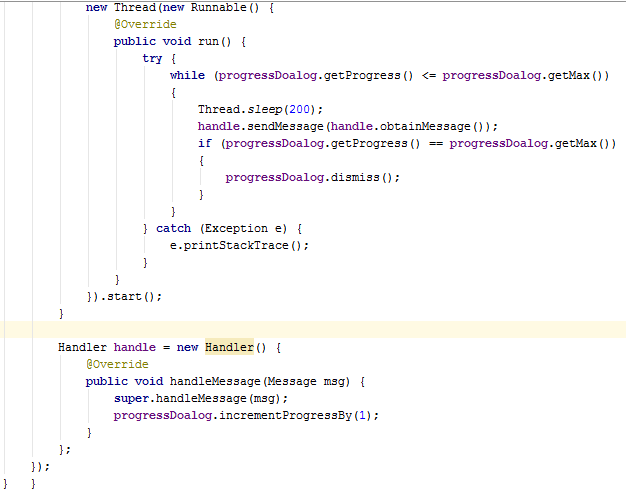 new Thread(new Runnable() {
@Override
public void run() {
try {
while (progressDoalog.getProgress() <= progressDoalog.getMax())
{
Thread.sleep(200);
handle.sendMessage(handle.obtainMessage());
if (progressDoalog.getProgress() == progressDoalog.getMax())
{
progressDoalog.dismiss();
}
}
} catch (Exception e) {
e.printStackTrace();
}
}
}).start();
}
Handler handle = new Handler() {
@Override
public void handleMessage(Message msg) {
super.handleMessage(msg);
progressDoalog.incrementProgressBy(1);
}
};
});
} }